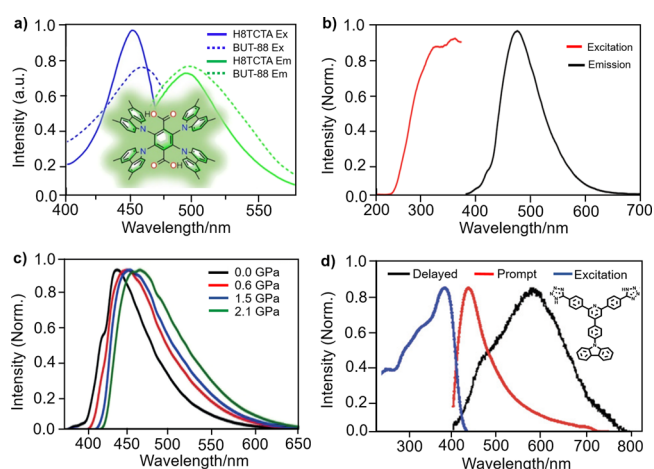 a)
H8TCTA Ex
BUT-88 Ex
H8TCTA Em
BUT-88 Em
Intensity (a.u.)
1.0
0.8
0.6
0.4
0.2
0.0
400 450 500 550
Wavelength/nm
HO O
N N
N N
O OH
b)
Excitation
Emission
Intensity (Norm.)
1.0
0.8
0.6
0.4
0.2
0.0
200 300 400 500 600 700
Wavelength/nm
c)
0.0 GPa
0.6 GPa
1.5 GPa
2.1 GPa
Intensity (Norm.)
1.0
0.8
0.6
0.4
0.2
0.0
400 450 500 550 600 650
Wavelength/nm
d)
Delayed Prompt Excitation
Intensity (Norm.)
1.0
0.8
0.6
0.4
0.2
0.0
300 400 500 600 700 800
Wavelength/nm